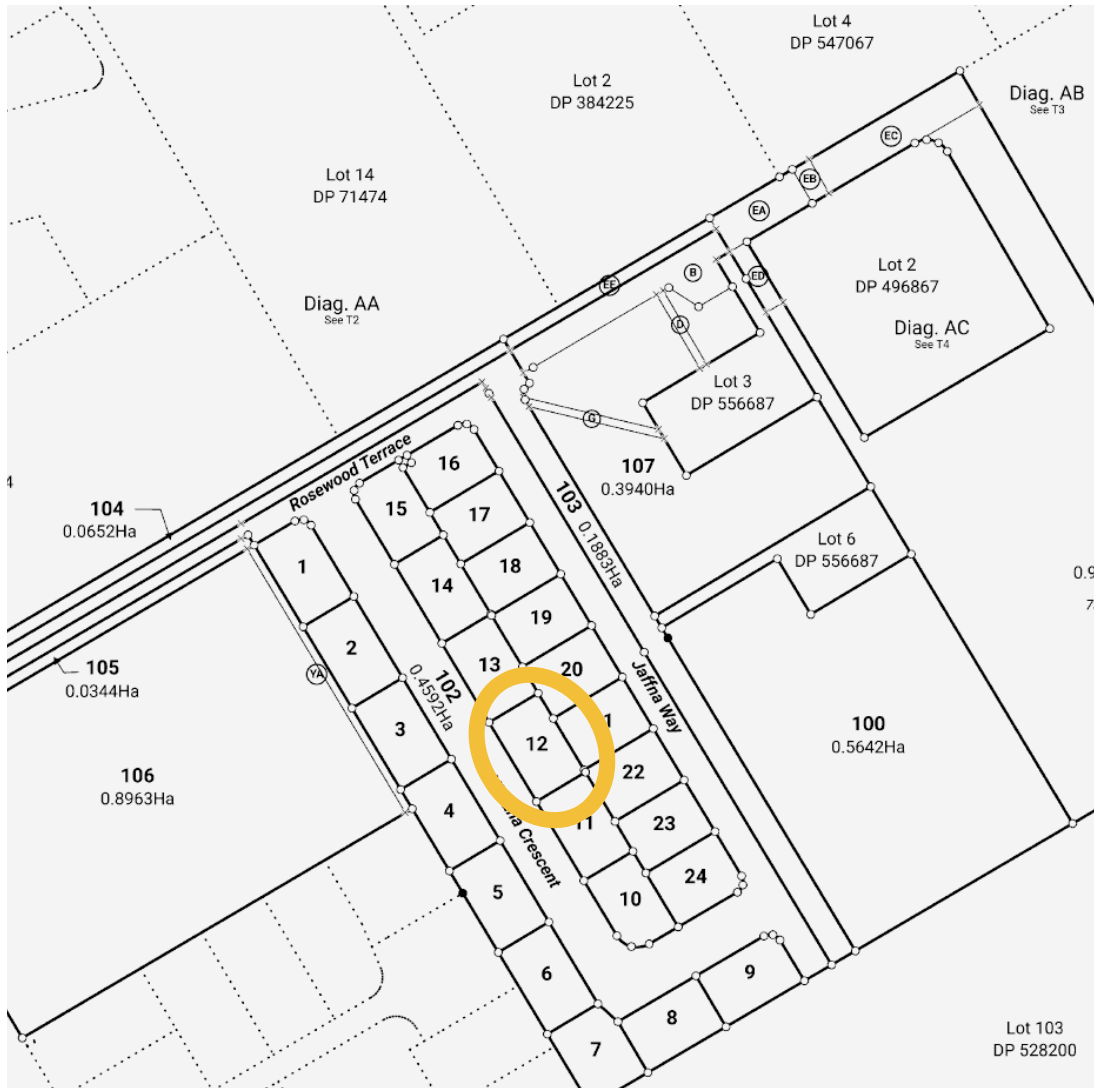 Lot 4
DP 547067
Lot 2
DP 384225
Diag. AB
See T3
EC
Lot 14
DP 71474
EB
EA
Lot 2
DP 496867
B
ED
EE
Diag. AA
See T2
D
Diag. AC
See T4
Lot 3
DP 556687
G
Rosewood Terrace
16
107
0.3940Ha
4
104
0.0652Ha
15
17
103
0.1883Ha
Lot 6
DP 556687
1
18
14
0.9
7
19
2
13
20
105
0.0344Ha
YA
102
0.4592Ha
Jaffna Way
3
12
1
100
0.5642Ha
22
106
0.8963Ha
4
11
23
Crescent
24
5
10
6
9
8
7
Lot 103
DP 528200